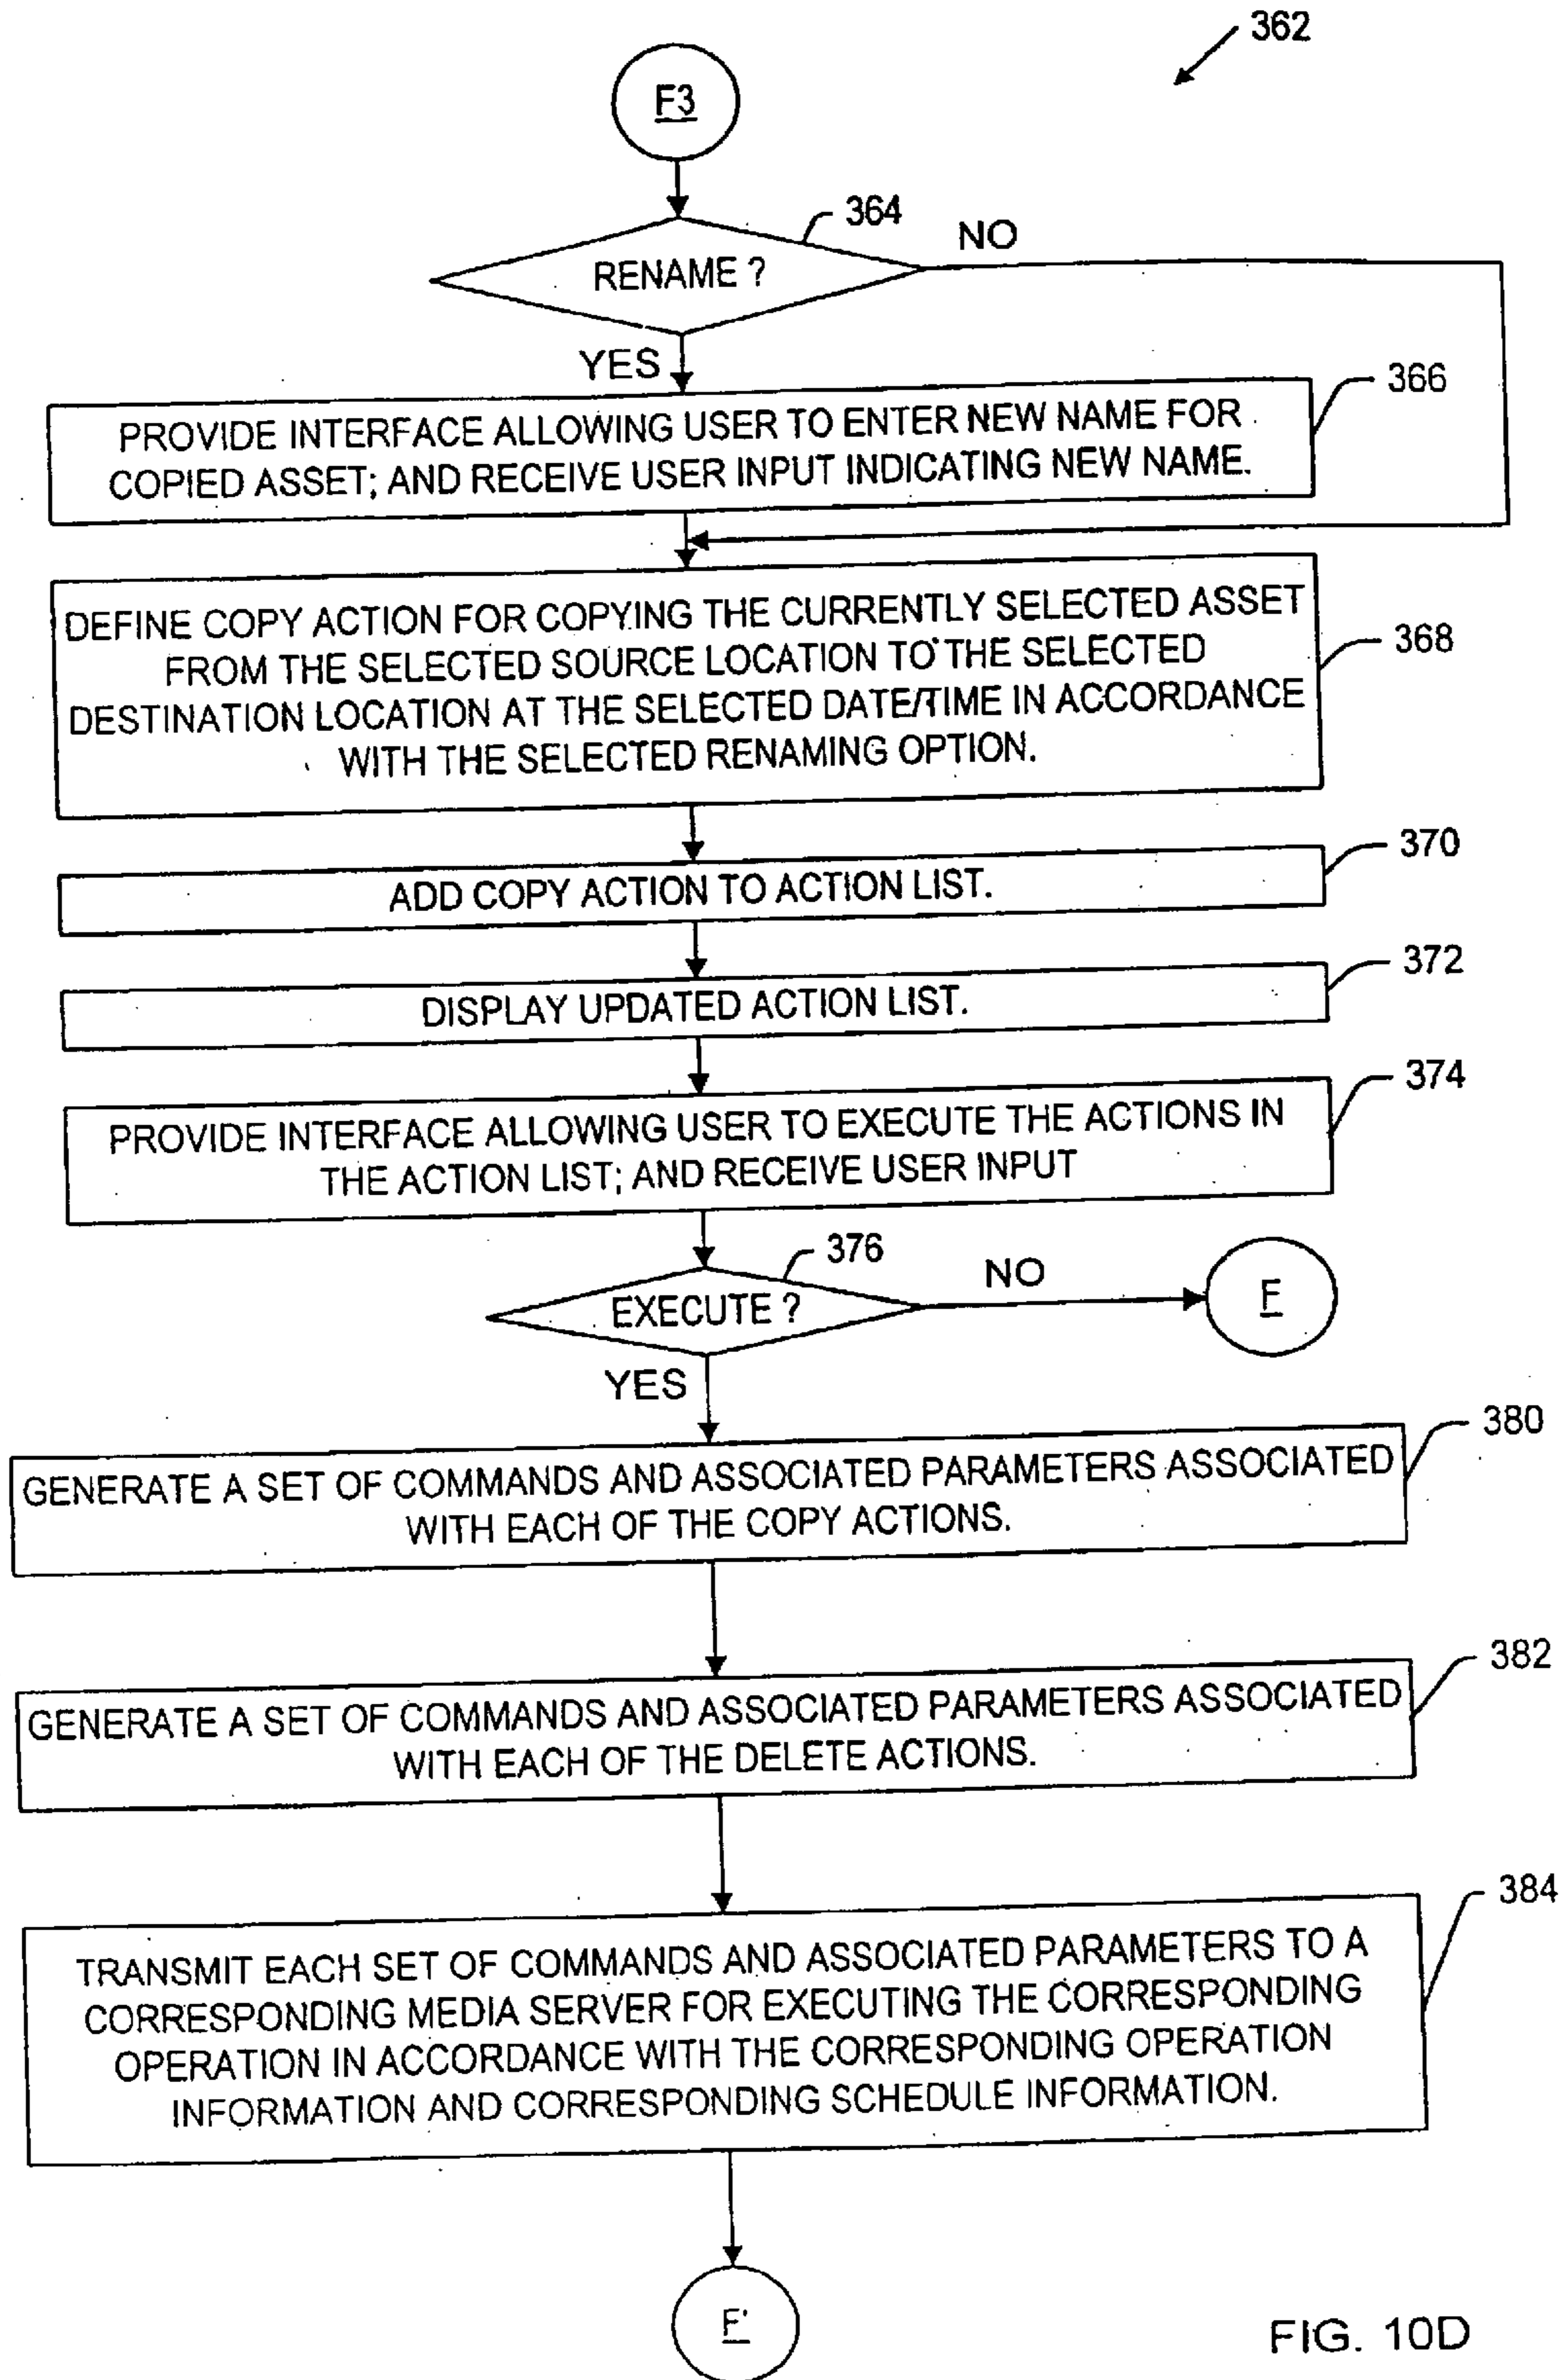 362
F3
364
NO
RENAME ?
YES
366
PROVIDE INTERFACE ALLOWING USER TO ENTER NEW NAME FOR
COPIED ASSET; AND RECEIVE USER INPUT INDICATING NEW NAME.
DEFINE COPY ACTION FOR COPYING THE CURRENTLY SELECTED ASSET
FROM THE SELECTED SOURCE LOCATION TO THE SELECTED
DESTINATION LOCATION AT THE SELECTED DATE/TIME IN ACCORDANCE
WITH THE SELECTED RENAMING OPTION.
368
370
ADD COPY ACTION TO ACTION LIST.
372
DISPLAY UPDATED ACTION LIST.
374
PROVIDE INTERFACE ALLOWING USER TO EXECUTE THE ACTIONS IN
THE ACTION LIST; AND RECEIVE USER INPUT
376
NO
EXECUTE ?
F
YES
380
GENERATE A SET OF COMMANDS AND ASSOCIATED PARAMETERS ASSOCIATED
WITH EACH OF THE COPY ACTIONS.
382
GENERATE A SET OF COMMANDS AND ASSOCIATED PARAMETERS ASSOCIATED
WITH EACH OF THE DELETE ACTIONS.
384
TRANSMIT EACH SET OF COMMANDS AND ASSOCIATED PARAMETERS TO A
CORRESPONDING MEDIA SERVER FOR EXECUTING THE CORRESPONDING
OPERATION IN ACCORDANCE WITH THE CORRESPONDING OPERATION
INFORMATION AND CORRESPONDING SCHEDULE INFORMATION.
F'
FIG. 10D